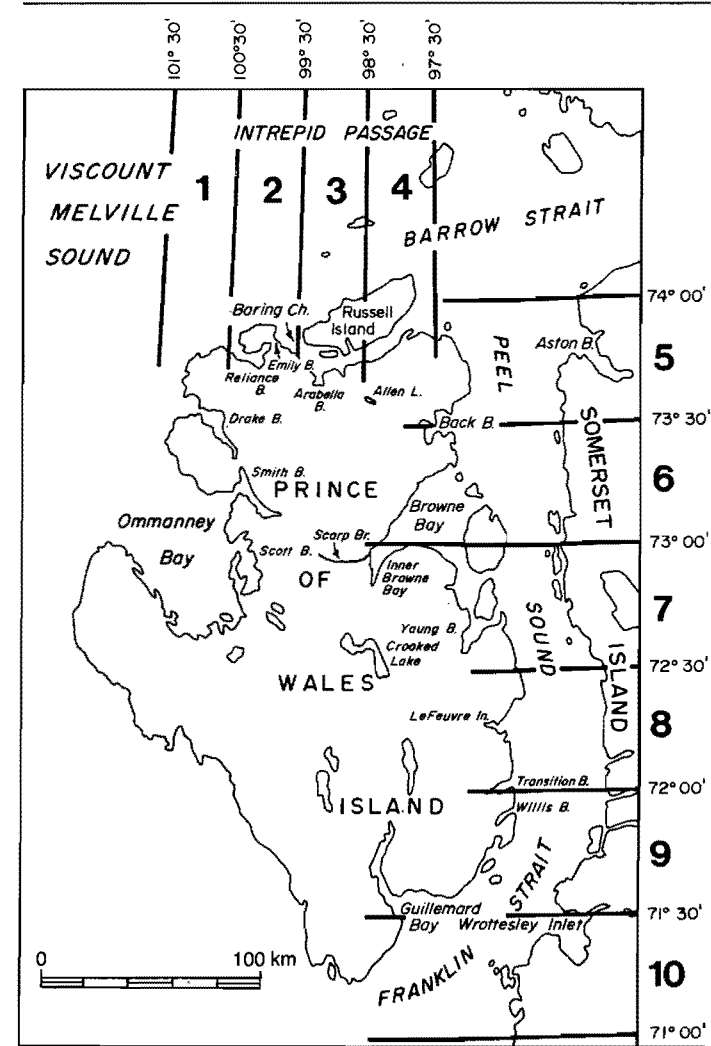 101° 30'
100° 30'
99° 30'
98° 30'
97° 30'
INTREPID PASSAGE
VISCOUNT
MELVILLE
SOUND
1
2
3
4
BARROW STRAIT
74° 00'
Baring Ch.
Russell
Island
Emily B.
Reliance
B.
Arabella
B.
Allen L.
PEEL
Aston B.
5
Drake B.
Back B.
73° 30'
SOMERSET
6
Smith B.
PRINCE
Browne
Bay
Ommanney
Bay
Scott B.
Scarp Br.
73° 00'
OF
Inner
Browne
Bay
7
SOUND
Young B.
Crooked
Lake
72° 30'
WALES
ISLAND
8
LeFeuvre In.
Transition B.
72° 00'
ISLAND
Willis B.
9
STRAIT
Guillemard
Bay
Wrottesley Inlet
71° 30'
0
100 km
FRANKLIN
10
71° 00'